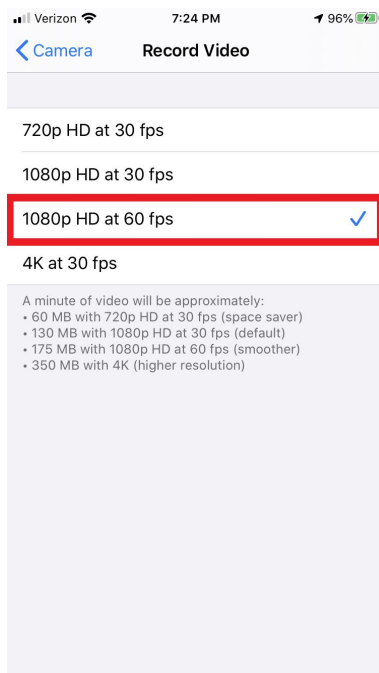 Verizon 7:24 PM 96%
Camera Record Video
720p HD at 30 fps
1080p HD at 30 fps
1080p HD at 60 fps
4K at 30 fps
A minute of video will be approximately:
• 60 MB with 720p HD at 30 fps (space saver)
• 130 MB with 1080p HD at 30 fps (default)
• 175 MB with 1080p HD at 60 fps (smoother)
• 350 MB with 4K (higher resolution)